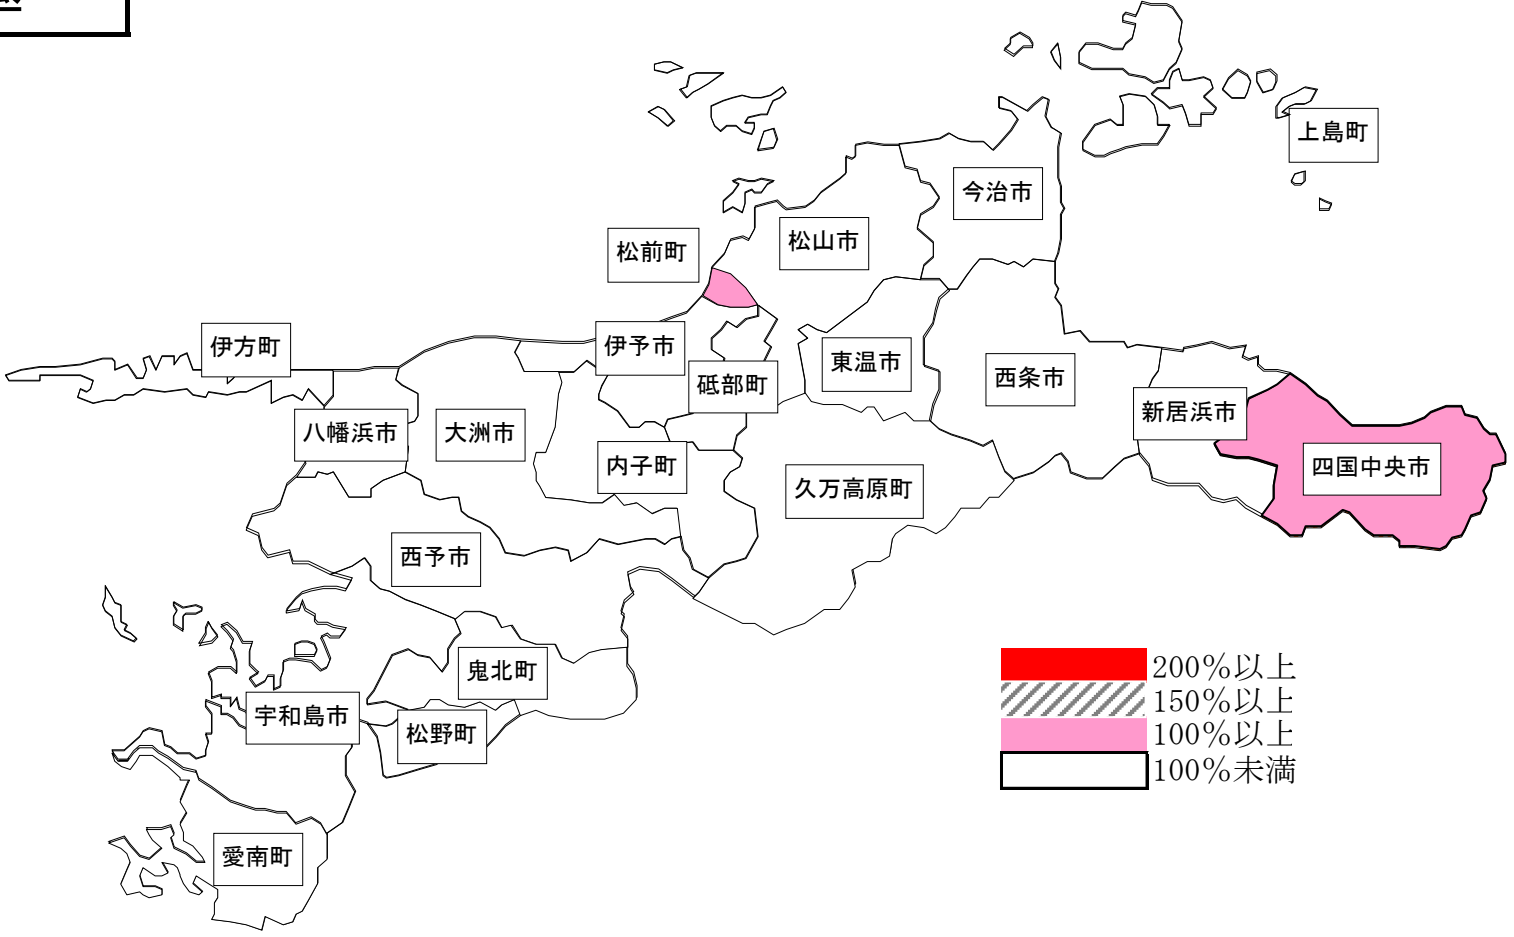 上島町
今治市
松山市
松前町
伊予市
伊方町
東温市
砥部町
西条市
新居浜市
八幡浜市
大洲市
内子町
久万高原町
四国中央市
西予市
鬼北町
宇和島市
松野町
愛南町
200%以上
150%以上
100%以上
100%未満